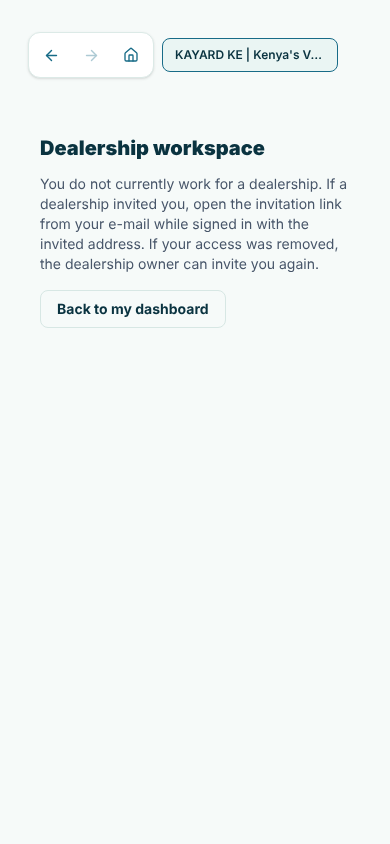 KAYARD KE | Kenya's V...
Dealership workspace
You do not currently work for a dealership. If a
dealership invited you, open the invitation link
from your e-mail while signed in with the
invited address. If your access was removed,
the dealership owner can invite you again.
Back to my dashboard